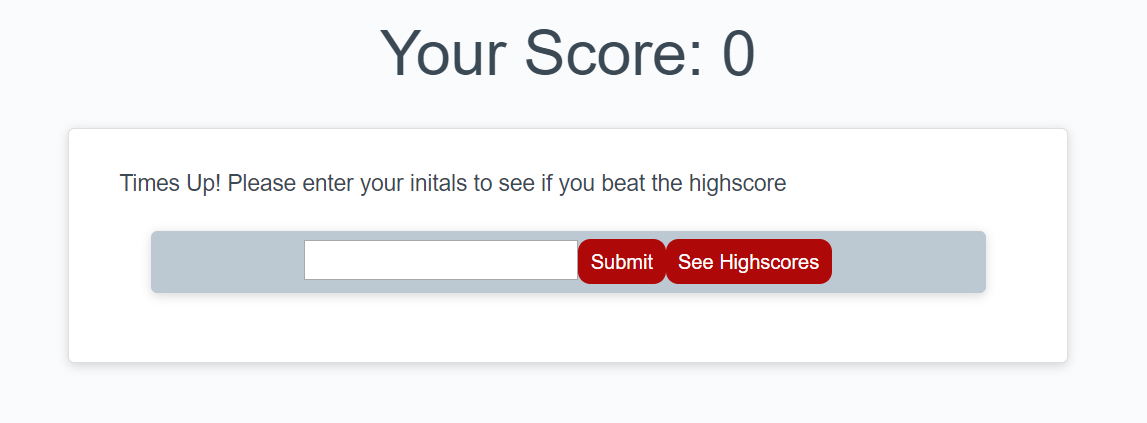 Your Score: 0
Times Up! Please enter your initals to see if you beat the highscore
Submit See Highscores